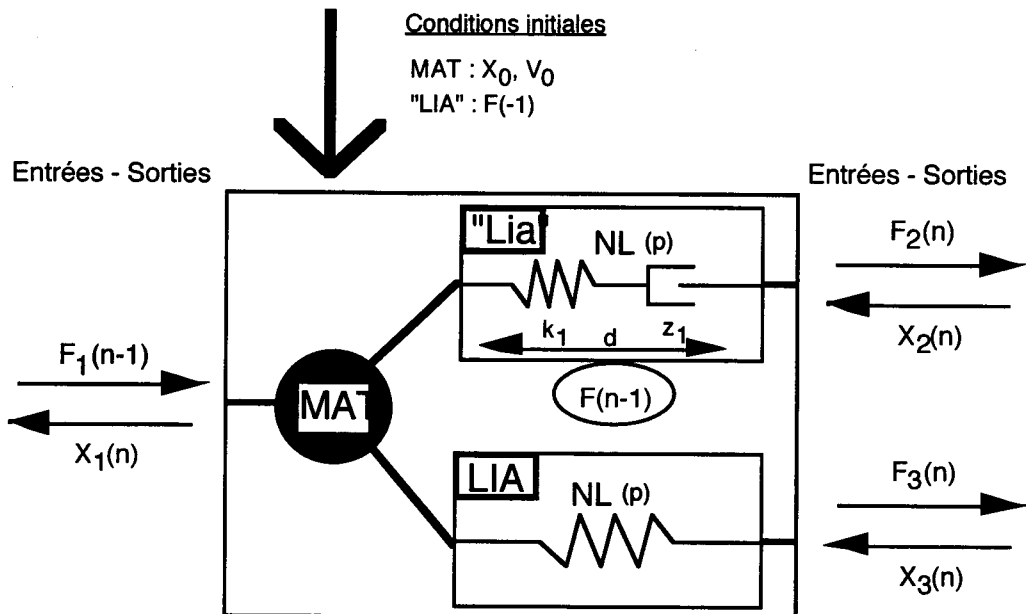 Conditions initiales
MAT : X0, V0
"LIA" : F(-1)
Entrées - Sorties
Entrées - Sorties
"Lia"
NL (p)
k1 d z1
F(n-1)
F1(n-1)
X1(n)
MAT
F2(n)
X2(n)
LIA
NL (p)
F3(n)
X3(n)